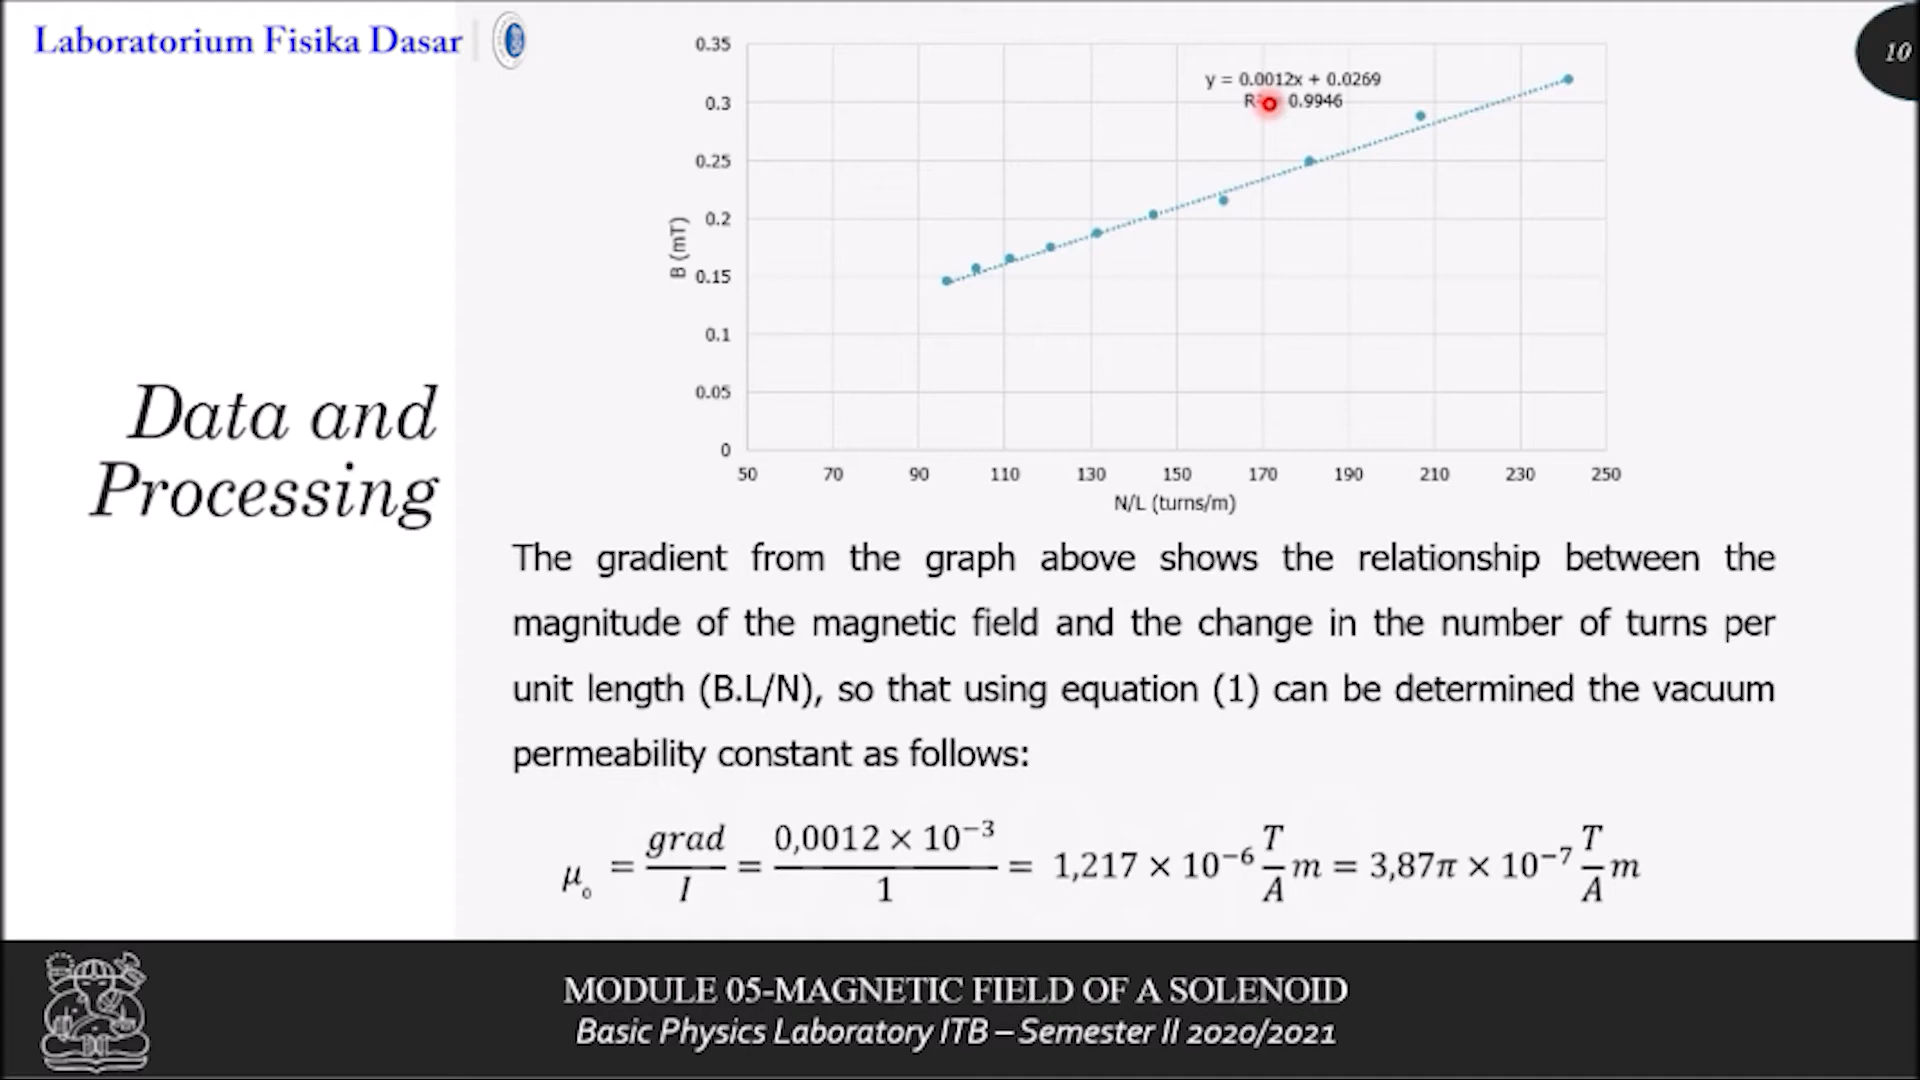 Laboratorium Fisika Dasar
10
0.35
0.3
0.25
0.2
0.15
0.1
0.05
0
B (mT)
y = 0.0012x + 0.0269
R 0.9946
50 70 90 110 130 150 170 190 210 230 250
N/L (turns/m)
Data and
Processing
The gradient from the graph above shows the relationship between the
magnitude of the magnetic field and the change in the number of turns per
unit length (B.L/N), so that using equation (1) can be determined the vacuum
permeability constant as follows:
μ₀ = grad/I = 0,0012 × 10⁻³/1 = 1,217 × 10⁻⁶ T/A m = 3,87π × 10⁻⁷ T/A m
MODULE 05-MAGNETIC FIELD OF A SOLENOID
Basic Physics Laboratory ITB – Semester II 2020/2021